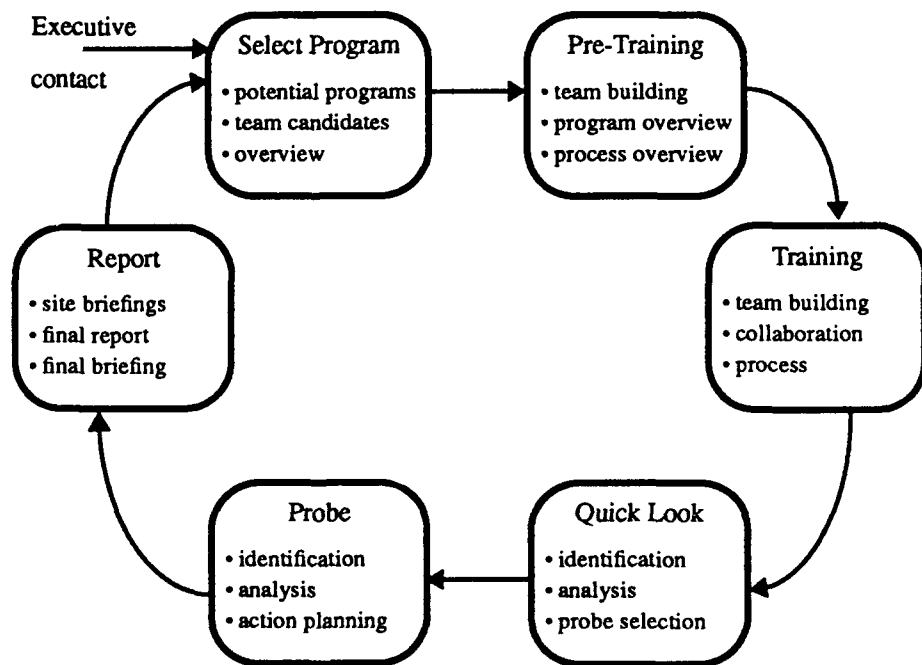 Executive
contact
Select Program
• potential programs
• team candidates
• overview
Pre-Training
• team building
• program overview
• process overview
Training
• team building
• collaboration
• process
Quick Look
• identification
• analysis
• probe selection
Probe
• identification
• analysis
• action planning
Report
• site briefings
• final report
• final briefing